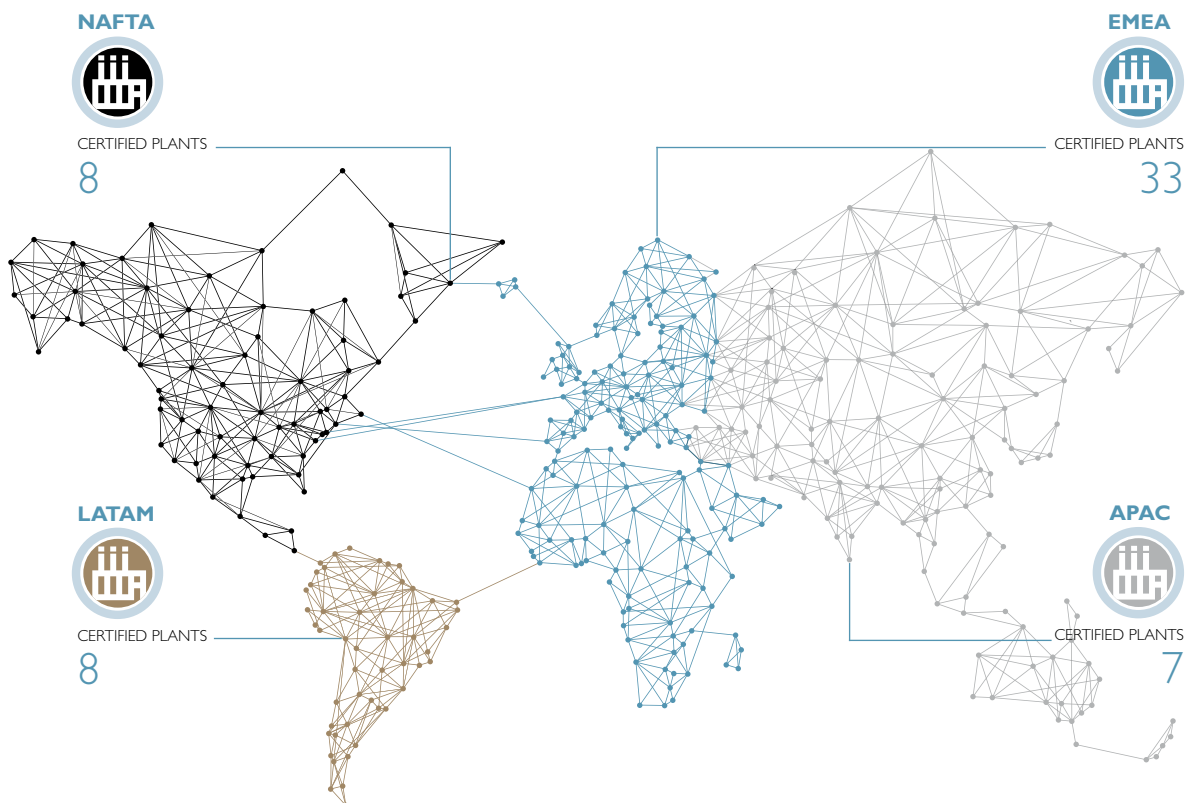 NAFTA
CERTIFIED PLANTS
8
EMEA
CERTIFIED PLANTS
33
LATAM
CERTIFIED PLANTS
8
APAC
CERTIFIED PLANTS
7